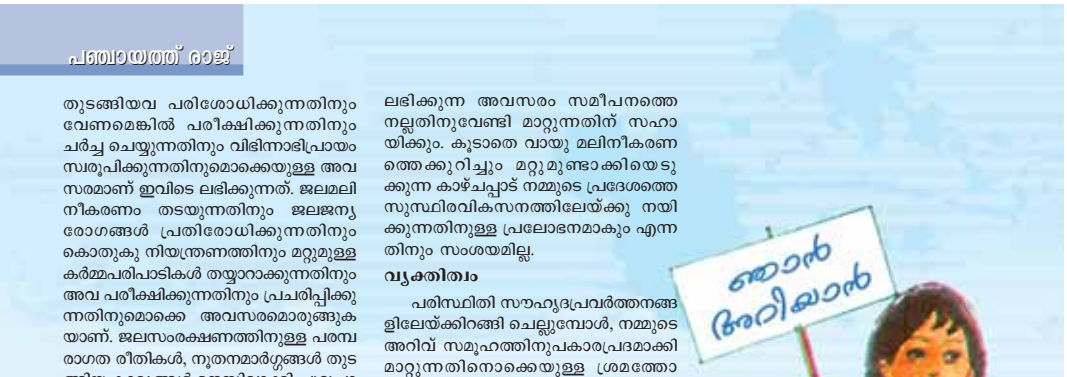 പഞ്ചായത്ത് രാജ്
തുടങ്ങിയവ പരിശോധിക്കുന്നതിനും
വേണമെങ്കിൽ പരീക്ഷിക്കുന്നതിനും
ചർച്ച ചെയ്യുന്നതിനും വിഭിന്നാഭിപ്രായം
സ്വരൂപിക്കുന്നതിനുമൊക്കെയുള്ള അവ
സരമാണ് ഇവിടെ ലഭിക്കുന്നത്. ജലമലി
നീകരണം തടയുന്നതിനും ജലജന്യ
രോഗങ്ങൾ പ്രതിരോധിക്കുന്നതിനും
കൊതുകു നിയന്ത്രണത്തിനും മറ്റുമുള്ള
കർമ്മപരിപാടികൾ തയ്യാറാക്കുന്നതിനും
അവ പരീക്ഷിക്കുന്നതിനും പ്രചരിപ്പിക്കു
ന്നതിനുമൊക്കെ അവസരമൊരുങ്ങുക
യാണ്. ജലസംരക്ഷണത്തിനുള്ള പരമ്പ
രാഗത രീതികൾ, നൂതനമാർഗ്ഗങ്ങൾ തുട
ലഭിക്കുന്ന അവസരം സമീപനത്തെ
നല്ലതിനുവേണ്ടി മാറ്റുന്നതിന് സഹാ
യിക്കും. കൂടാതെ വായു മലിനീകരണ
ത്തെക്കുറിച്ചും മറ്റുമുണ്ടാക്കിയെടു
ക്കുന്ന കാഴ്ചപ്പാട് നമ്മുടെ പ്രദേശത്തെ
സുസ്ഥിരവികസനത്തിലേയ്ക്കു നയി
ക്കുന്നതിനുള്ള പ്രലോഭനമാകും എന്ന
തിനും സംശയമില്ല.
വ്യക്തിത്വം
പരിസ്ഥിതി സൗഹൃദപ്രവർത്തനങ്ങ
ളിലേയ്ക്കിറങ്ങി ചെല്ലുമ്പോൾ, നമ്മുടെ
അറിവ് സമൂഹത്തിനുപകാരപ്രദമാക്കി
മാറ്റുന്നതിനൊക്കെയുള്ള ശ്രമത്തോ
ഞാൻ
അറിയാൻ